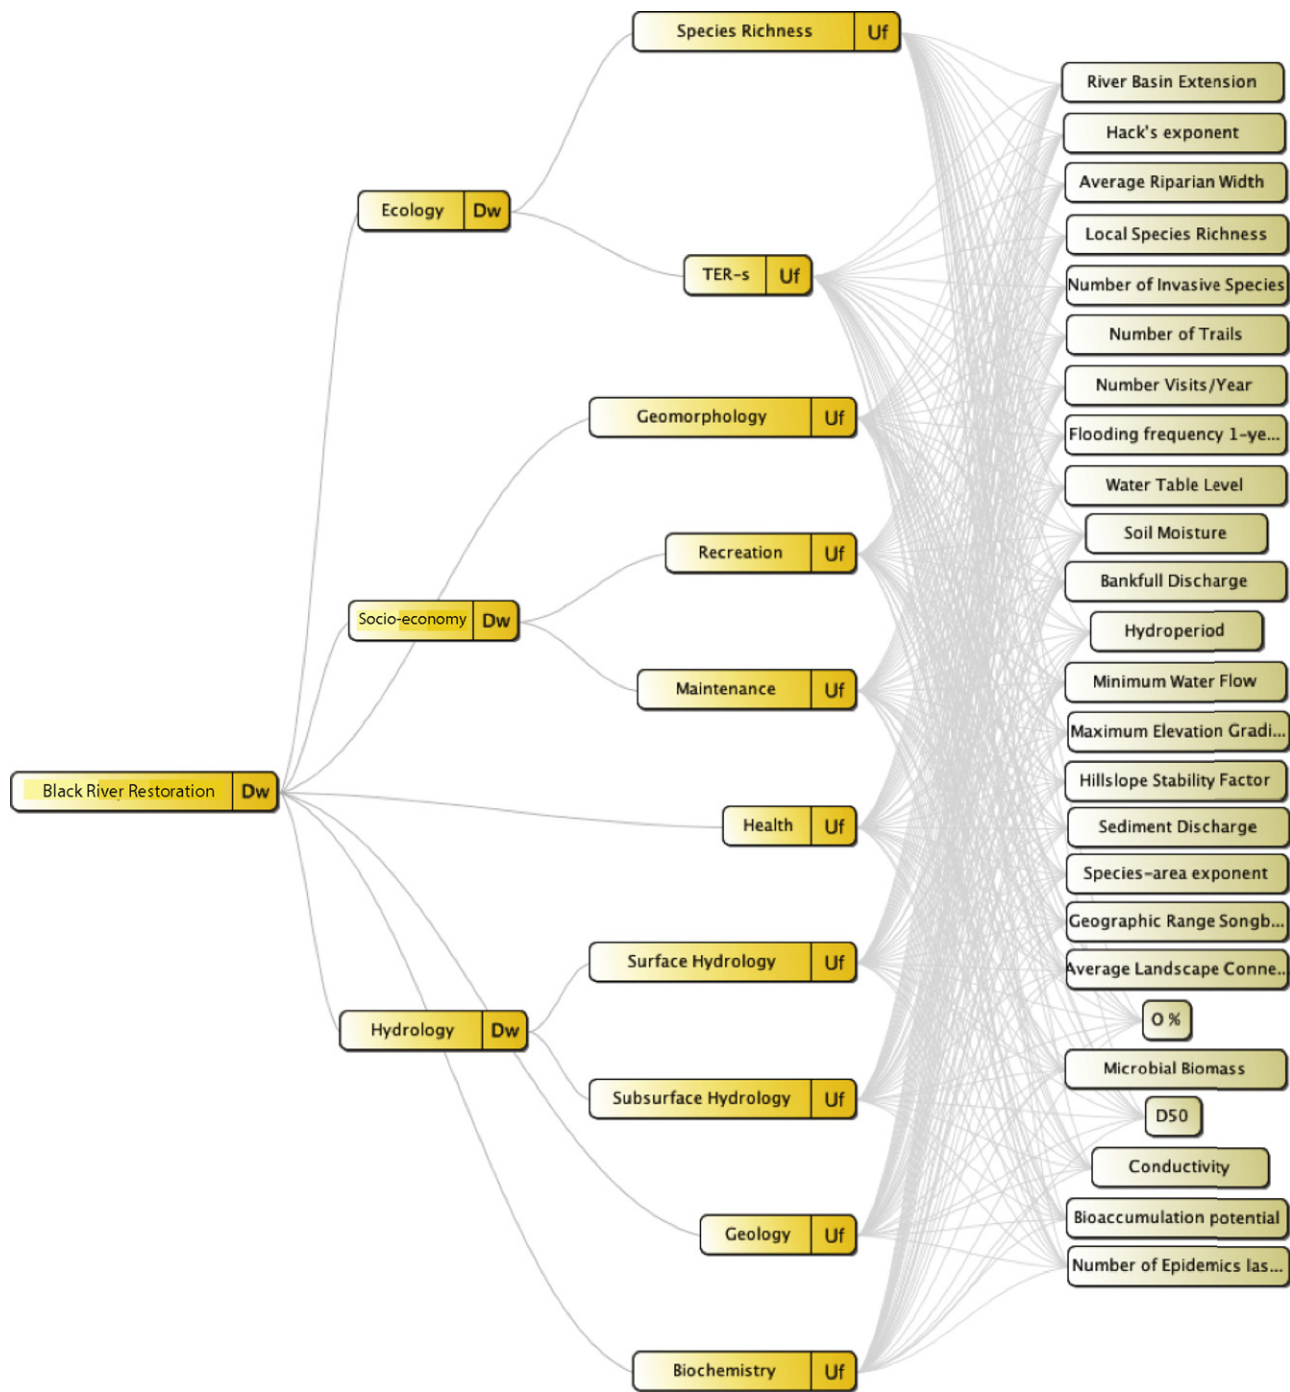 Species Richness Uf
River Basin Extension
Hack's exponent
Average Riparian Width
Ecology Dw
Local Species Richness
TER-s Uf
Number of Invasive Species
Number of Trails
Number Visits/Year
Geomorphology Uf
Flooding frequency 1-ye...
Water Table Level
Soil Moisture
Recreation Uf
Bankfull Discharge
Socio-economy Dw
Hydroperiod
Minimum Water Flow
Maintenance Uf
Maximum Elevation Gradi...
Hillslope Stability Factor
Black River Restoration Dw
Health Uf
Sediment Discharge
Species-area exponent
Geographic Range Songb...
Surface Hydrology Uf
Average Landscape Conne...
O %
Hydrology Dw
Microbial Biomass
Subsurface Hydrology Uf
D50
Conductivity
Bioaccumulation potential
Geology Uf
Number of Epidemics las...
Biochemistry Uf